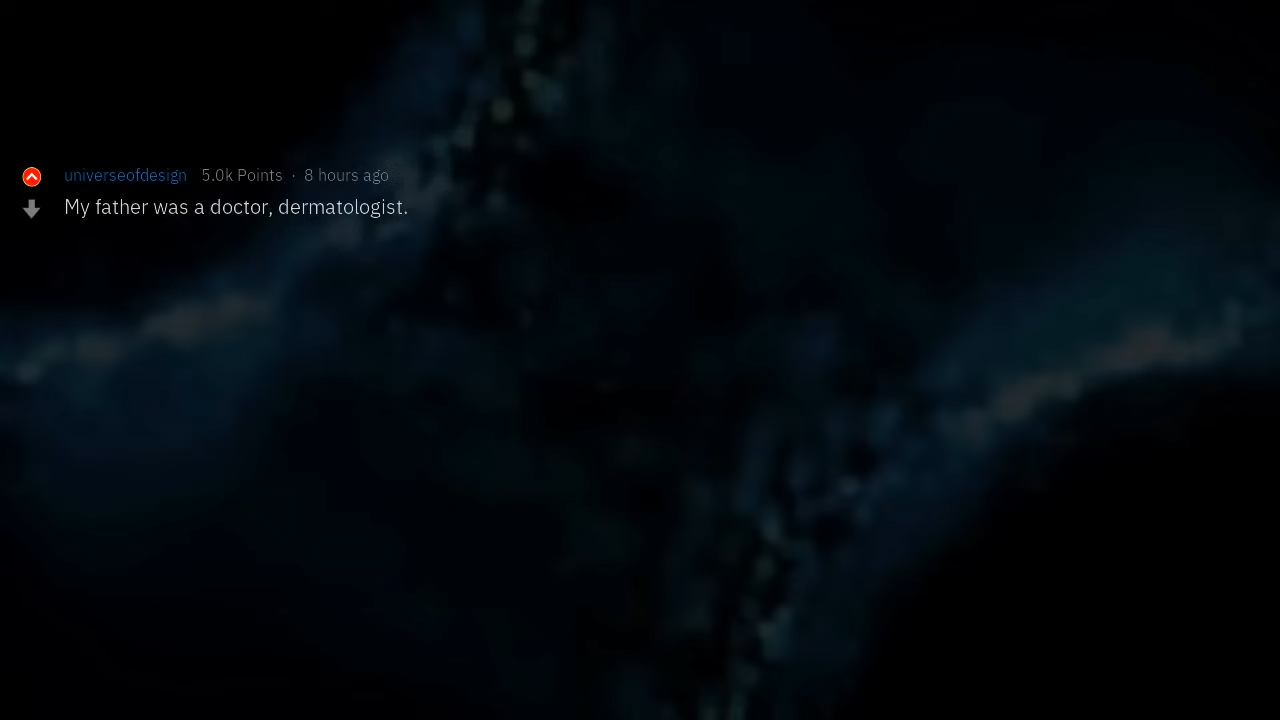 universeofdesign 5.0k Points · 8 hours ago
My father was a doctor, dermatologist.